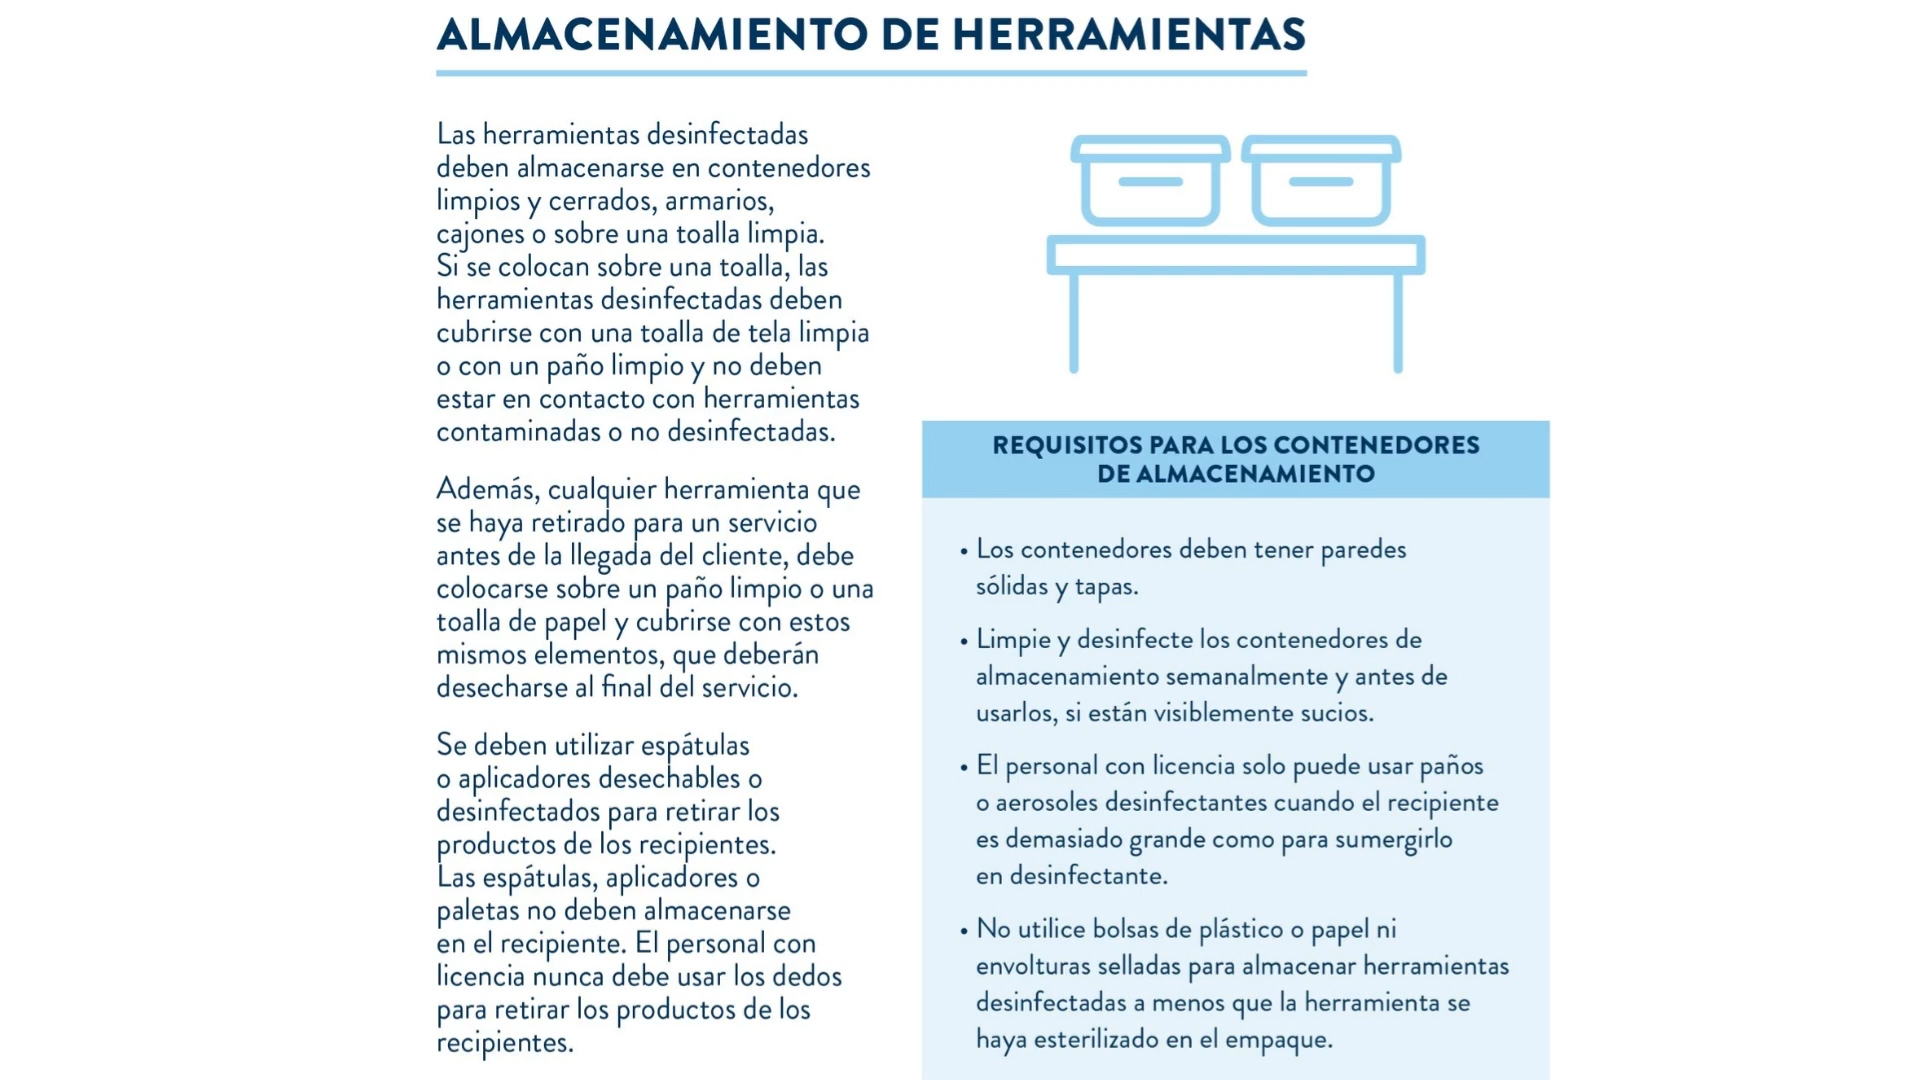 ALMACENAMIENTO DE HERRAMIENTAS
Las herramientas desinfectadas
deben almacenarse en contenedores
limpios y cerrados, armarios,
cajones o sobre una toalla limpia.
Si se colocan sobre una toalla, las
herramientas desinfectadas deben
cubrirse con una toalla de tela limpia
o con un paño limpio y no deben
estar en contacto con herramientas
contaminadas o no desinfectadas.
Además, cualquier herramienta que
se haya retirado para un servicio
antes de la llegada del cliente, debe
colocarse sobre un paño limpio o una
toalla de papel y cubrirse con estos
mismos elementos, que deberán
desecharse al final del servicio.
Se deben utilizar espátulas
o aplicadores desechables o
desinfectados para retirar los
productos de los recipientes.
Las espátulas, aplicadores o
paletas no deben almacenarse
en el recipiente. El personal con
licencia nunca debe usar los dedos
para retirar los productos de los
recipientes.
REQUISITOS PARA LOS CONTENEDORES
DE ALMACENAMIENTO
• Los contenedores deben tener paredes
sólidas y tapas.
• Limpie y desinfecte los contenedores de
almacenamiento semanalmente y antes de
usarlos, si están visiblemente sucios.
• El personal con licencia solo puede usar paños
o aerosoles desinfectantes cuando el recipiente
es demasiado grande como para sumergirlo
en desinfectante.
• No utilice bolsas de plástico o papel ni
envolturas selladas para almacenar herramientas
desinfectadas a menos que la herramienta se
haya esterilizado en el empaque.